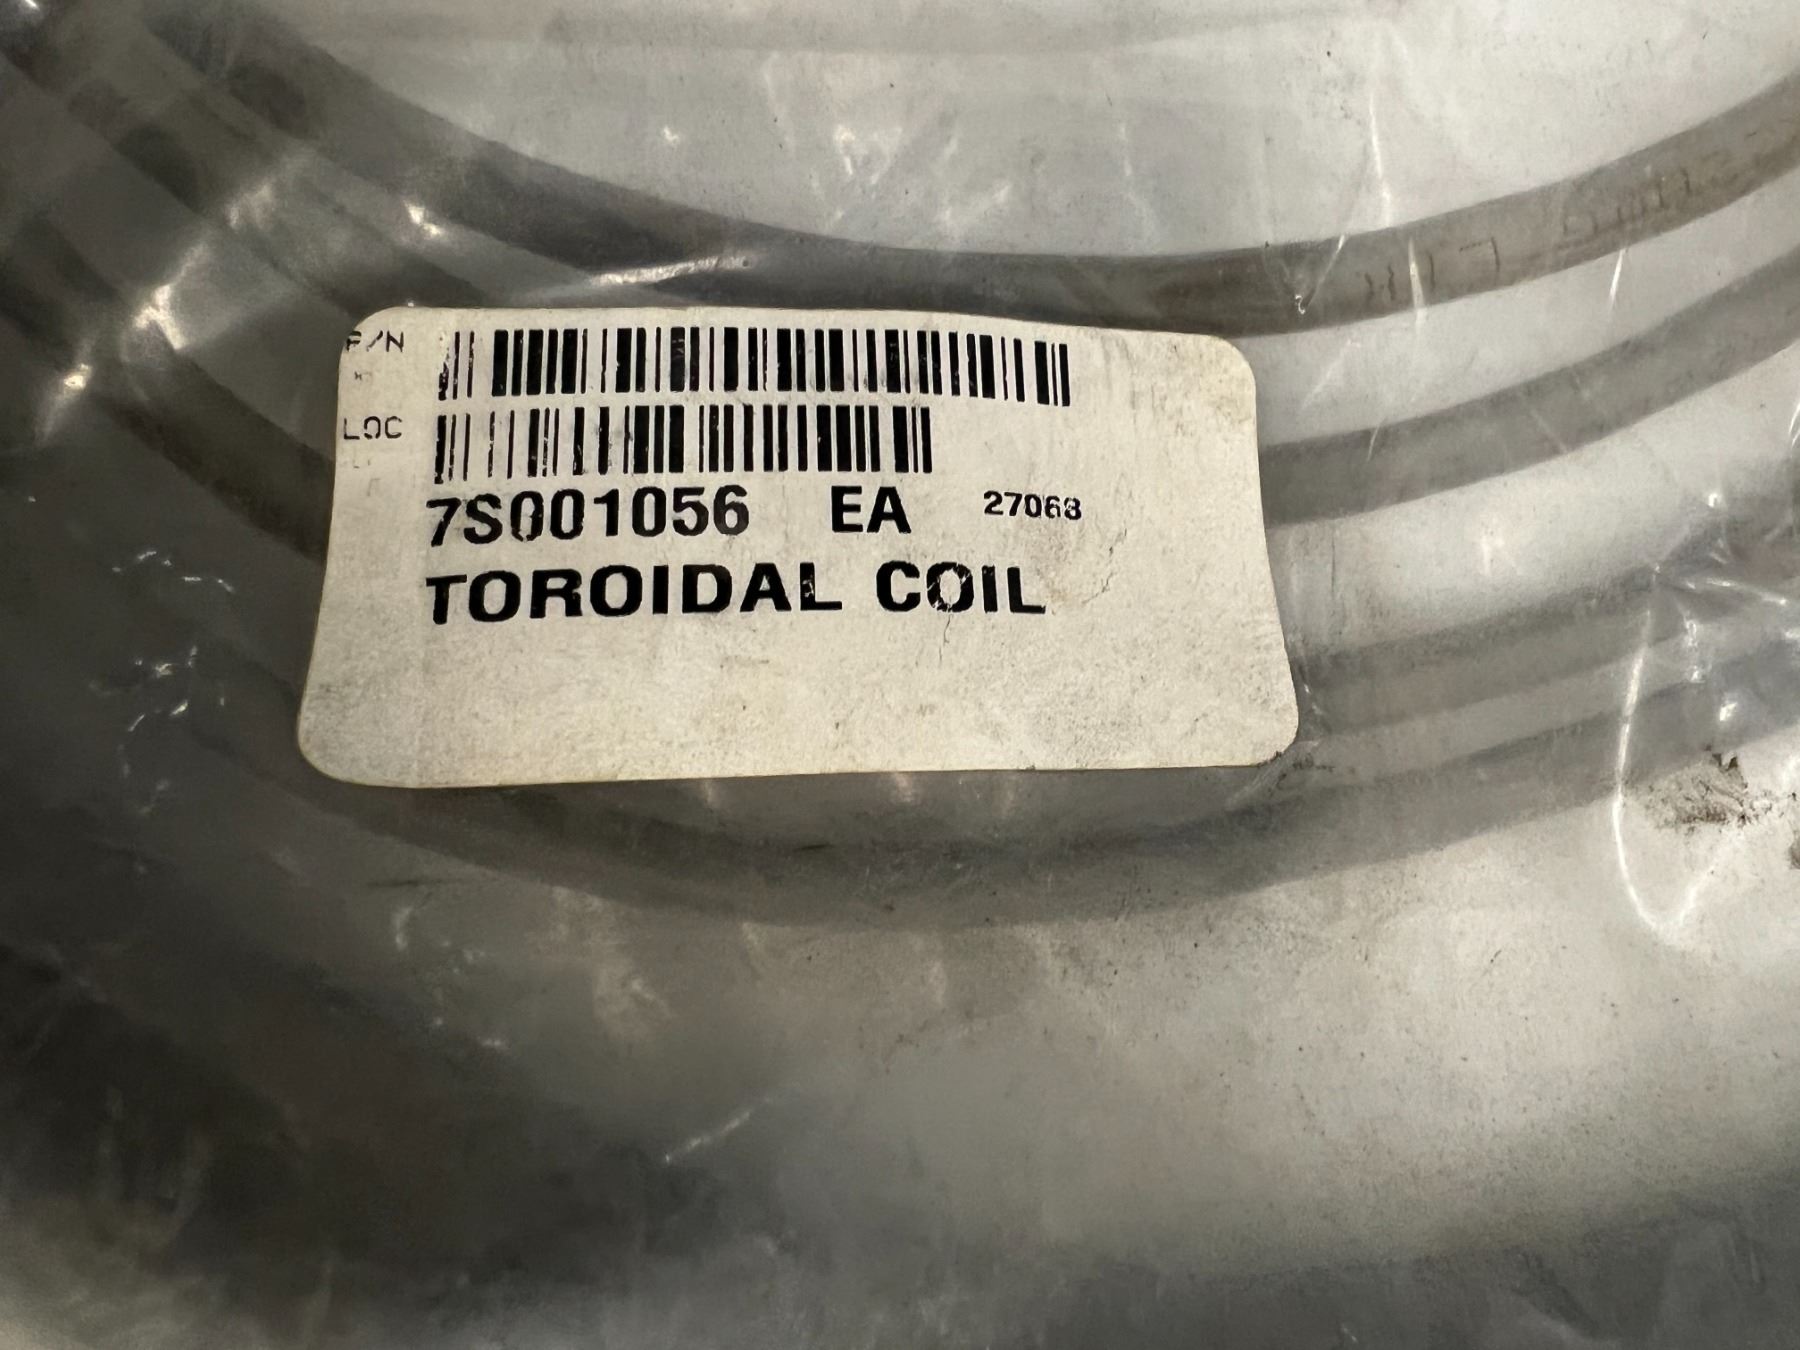 P/N
LOC
7S001056 EA 27068
TOROIDAL COIL